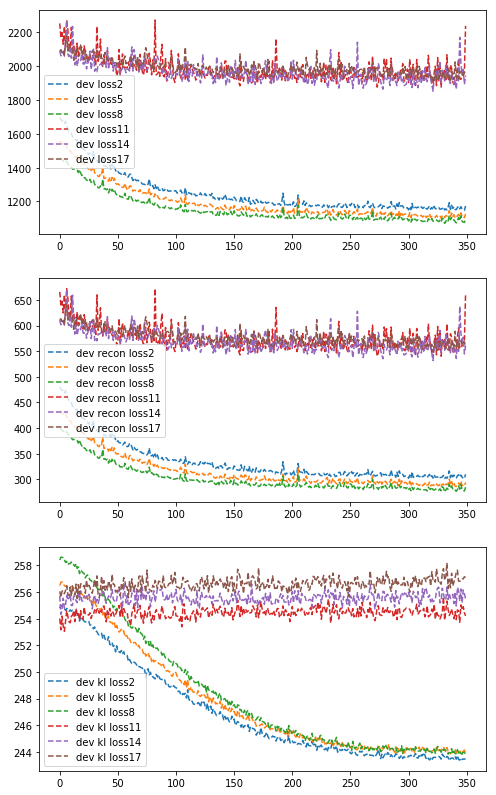 2200
2000
1800
1600
1400
1200
dev loss2
dev loss5
dev loss8
dev loss11
dev loss14
dev loss17
0 50 100 150 200 250 300 350
650
600
550
500
450
400
350
300
dev recon loss2
dev recon loss5
dev recon loss8
dev recon loss11
dev recon loss14
dev recon loss17
0 50 100 150 200 250 300 350
258
256
254
252
250
248
246
244
dev kl loss2
dev kl loss5
dev kl loss8
dev kl loss11
dev kl loss14
dev kl loss17
0 50 100 150 200 250 300 350